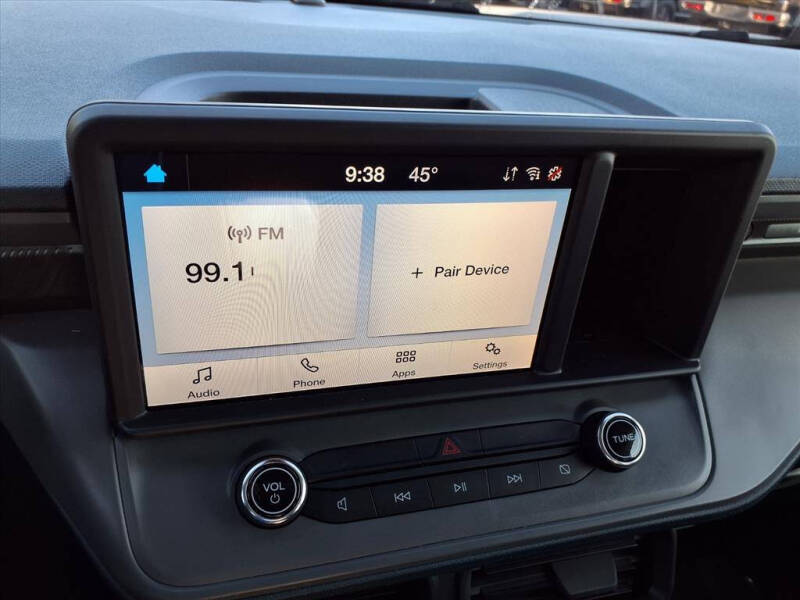 9:38 45°
FM
99.1
+ Pair Device
Audio Phone Apps Settings
VOL
TUNE